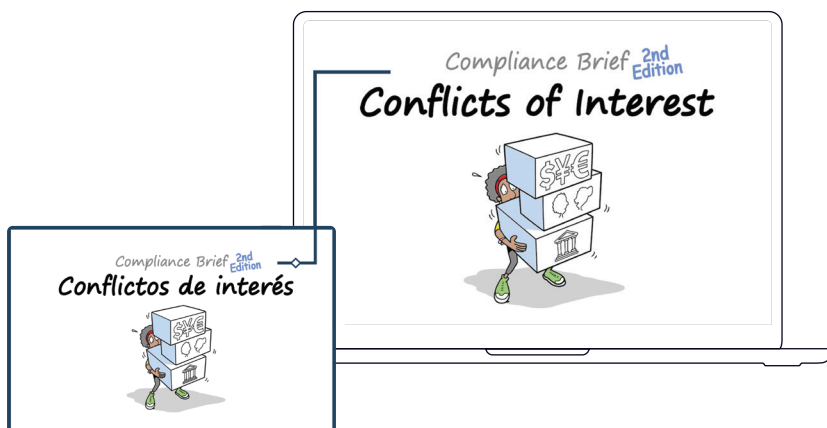 Compliance Brief 2nd
Edition
Conflicts of Interest
$¥€
Compliance Brief 2nd
Edition
Conflictos de interés
$¥€